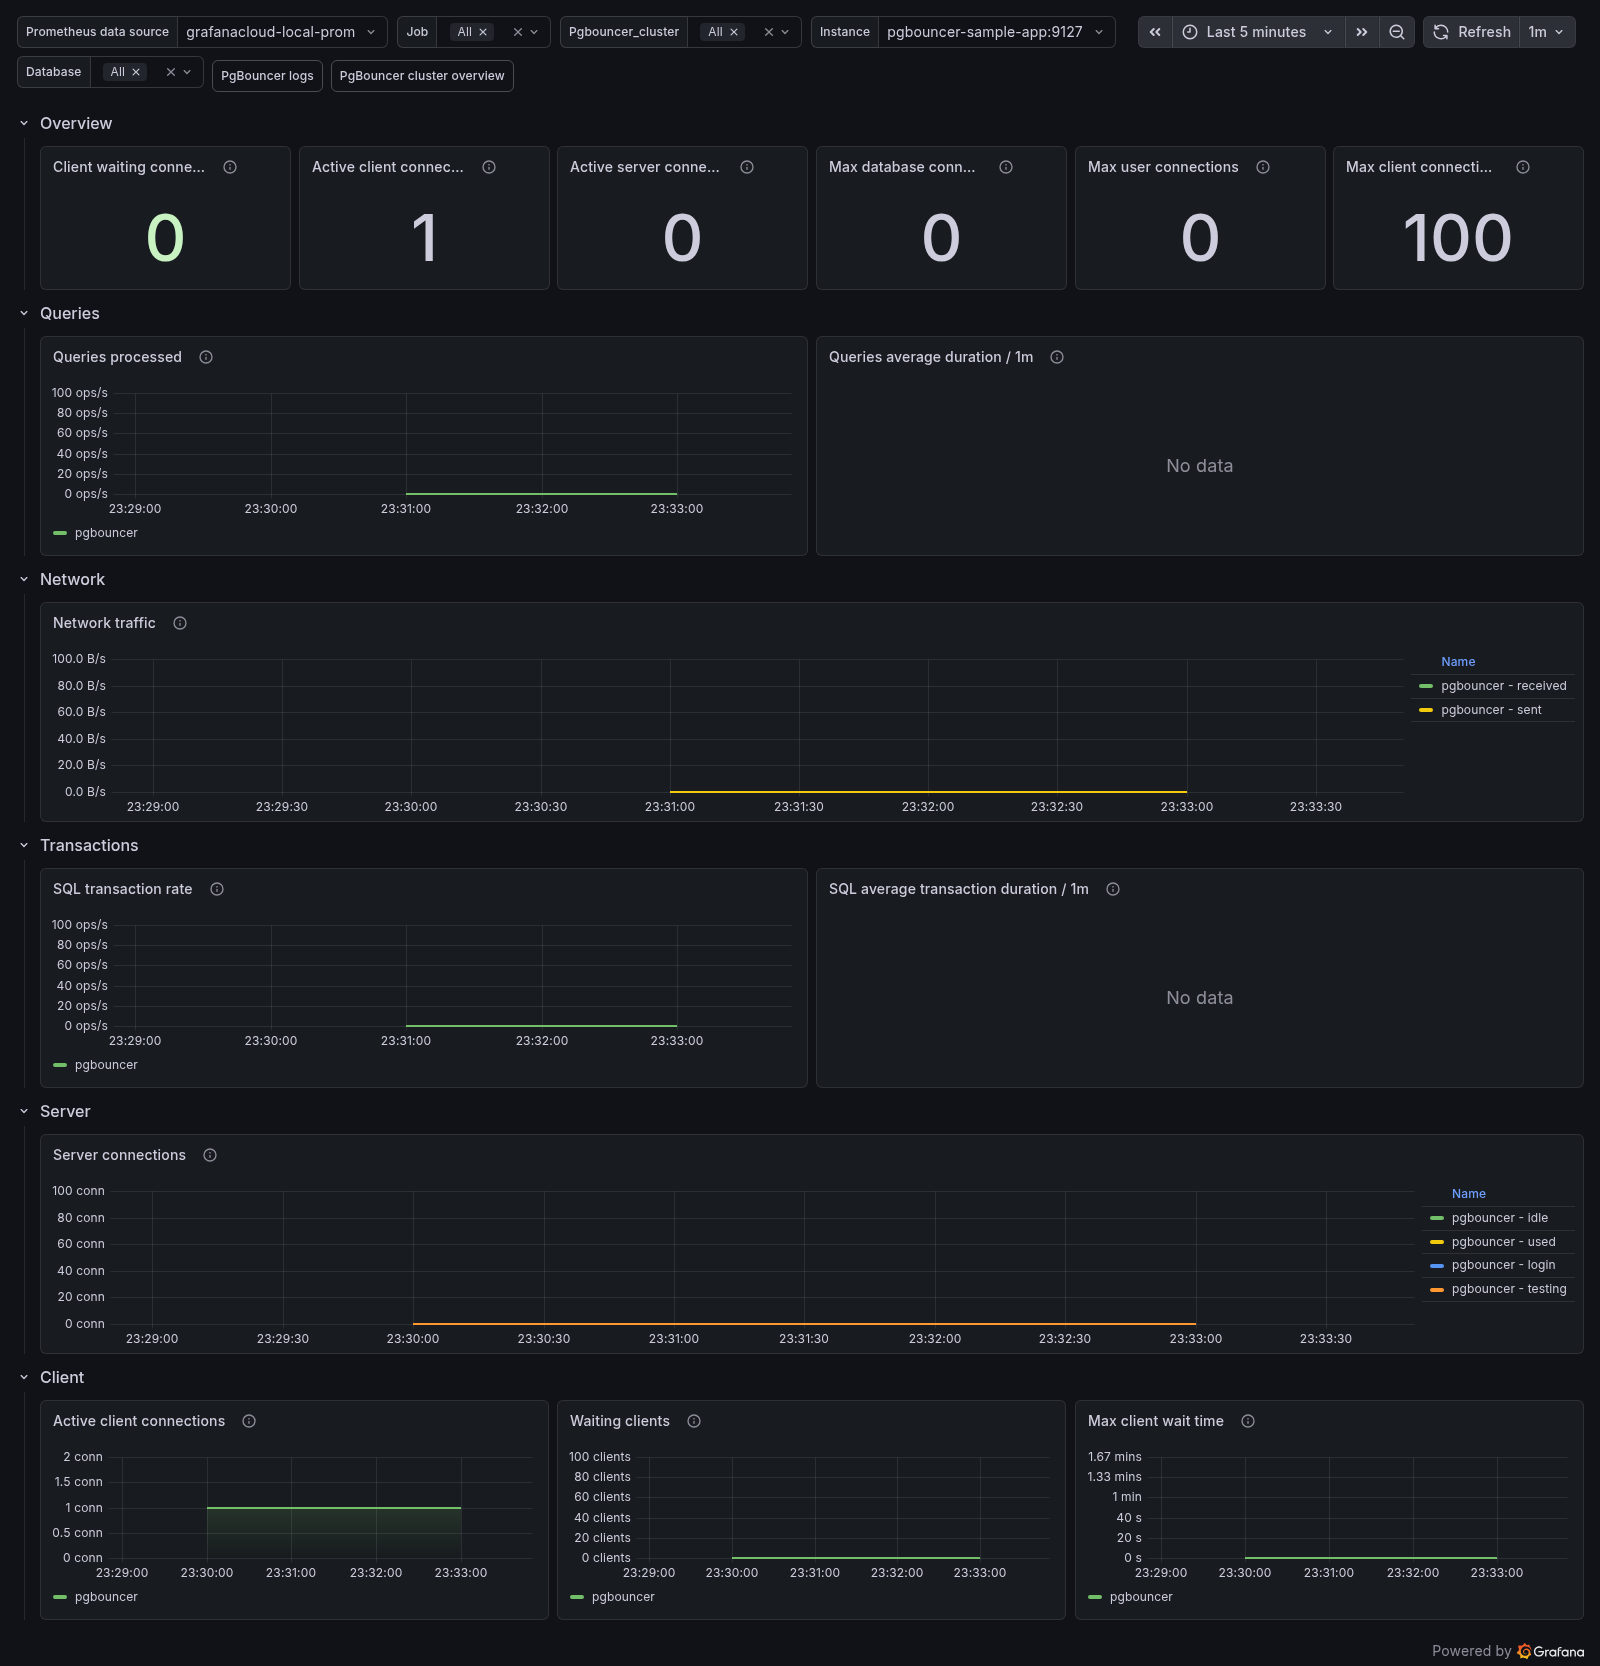 Prometheus data source grafanacloud-local-prom Job All Pgbouncer_cluster All Instance pgbouncer-sample-app:9127 Last 5 minutes Refresh 1m
Database All PgBouncer logs PgBouncer cluster overview
Overview
Client waiting conne...
0
Active client connec...
1
Active server conne...
0
Max database conn...
0
Max user connections
0
Max client connecti...
100
Queries
Queries processed
100 ops/s
80 ops/s
60 ops/s
40 ops/s
20 ops/s
0 ops/s
23:29:00 23:30:00 23:31:00 23:32:00 23:33:00
pgbouncer
Queries average duration / 1m
No data
Network
Network traffic
100.0 B/s
80.0 B/s
60.0 B/s
40.0 B/s
20.0 B/s
0.0 B/s
23:29:00 23:29:30 23:30:00 23:30:30 23:31:00 23:31:30 23:32:00 23:32:30 23:33:00 23:33:30
Name
pgbouncer - received
pgbouncer - sent
Transactions
SQL transaction rate
100 ops/s
80 ops/s
60 ops/s
40 ops/s
20 ops/s
0 ops/s
23:29:00 23:30:00 23:31:00 23:32:00 23:33:00
pgbouncer
SQL average transaction duration / 1m
No data
Server
Server connections
100 conn
80 conn
60 conn
40 conn
20 conn
0 conn
23:29:00 23:29:30 23:30:00 23:30:30 23:31:00 23:31:30 23:32:00 23:32:30 23:33:00 23:33:30
Name
pgbouncer - idle
pgbouncer - used
pgbouncer - login
pgbouncer - testing
Client
Active client connections
2 conn
1.5 conn
1 conn
0.5 conn
0 conn
23:29:00 23:30:00 23:31:00 23:32:00 23:33:00
pgbouncer
Waiting clients
100 clients
80 clients
60 clients
40 clients
20 clients
0 clients
23:29:00 23:30:00 23:31:00 23:32:00 23:33:00
pgbouncer
Max client wait time
1.67 mins
1.33 mins
1 min
40 s
20 s
0 s
23:29:00 23:30:00 23:31:00 23:32:00 23:33:00
pgbouncer
Powered by Grafana